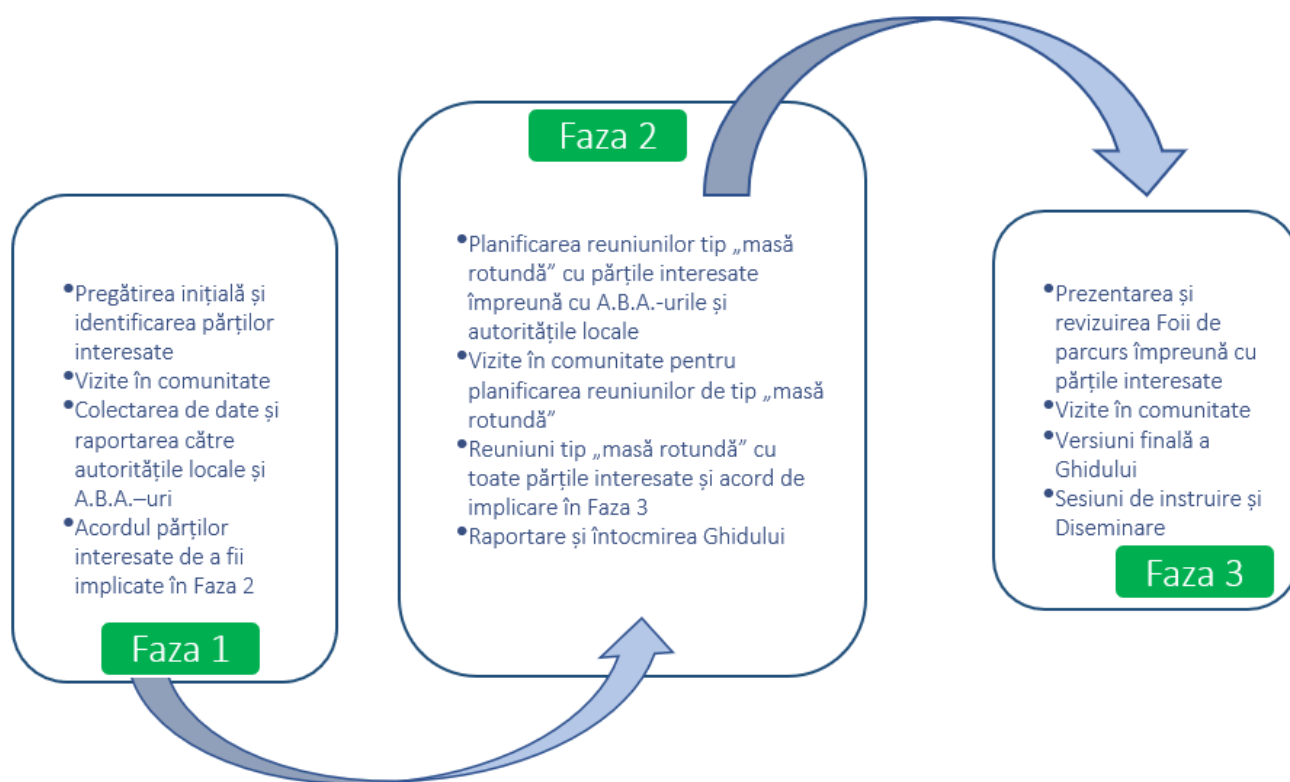 Faza 1
•Pregătirea inițială și
identificarea părților
interesate
•Vizite în comunitate
•Colectarea de date și
raportarea către
autoritățile locale și
A.B.A.–uri
•Acordul părților
interesate de a fii
implicate în Faza 2
Faza 2
•Planificarea reuniunilor tip „masă
rotundă” cu părțile interesate
împreună cu A.B.A.-urile și
autoritățile locale
•Vizite în comunitate pentru
planificarea reuniunilor de tip „masă
rotundă”
•Reuniuni tip „masă rotundă” cu
toate părțile interesate și acord de
implicare în Faza 3
•Raportare și întocmirea Ghidului
•Prezentarea și
revizuirea Foii de
parcurs împreună cu
părțile interesate
•Vizite în comunitate
•Versiuni finală a
Ghidului
•Sesiuni de instruire și
Diseminare
Faza 3